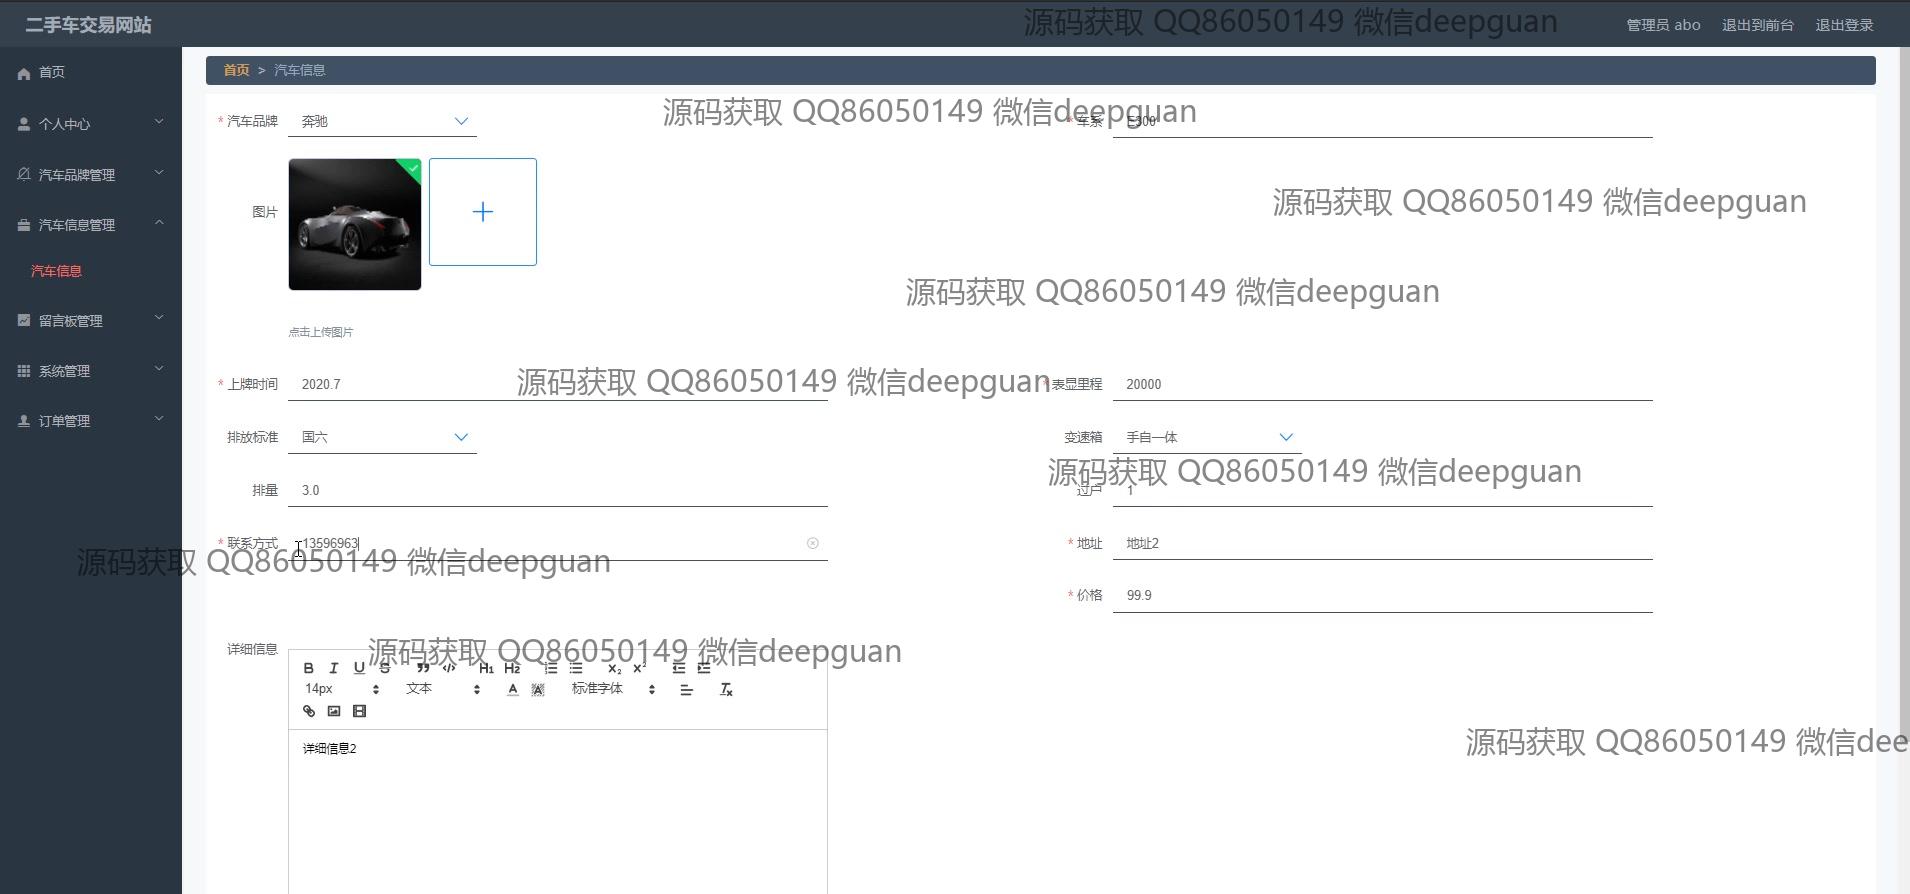 二手车交易网站
源码获取 QQ86050149 微信deepguan
管理员 abo 退出到前台 退出登录
首页
个人中心
汽车品牌管理
汽车信息管理
汽车信息
留言板管理
系统管理
订单管理
首页 > 汽车信息
* 汽车品牌 奔驰
源码获取 QQ86050149 微信deepguan
* 车系 E300
源码获取 QQ86050149 微信deepguan
图片
源码获取 QQ86050149 微信deepguan
点击上传图片
* 上牌时间 2020.7
源码获取 QQ86050149 微信deepguan
* 表显里程 20000
排放标准 国六
变速箱 手自一体
源码获取 QQ86050149 微信deepguan
排量 3.0
过户 1
* 联系方式 13596963
* 地址 地址2
源码获取 QQ86050149 微信deepguan
* 价格 99.9
详细信息
源码获取 QQ86050149 微信deepguan
B I U S H1 H2 X2 X2
14px 文本 A A 标准字体 Tx
详细信息2
源码获取 QQ86050149 微信dee